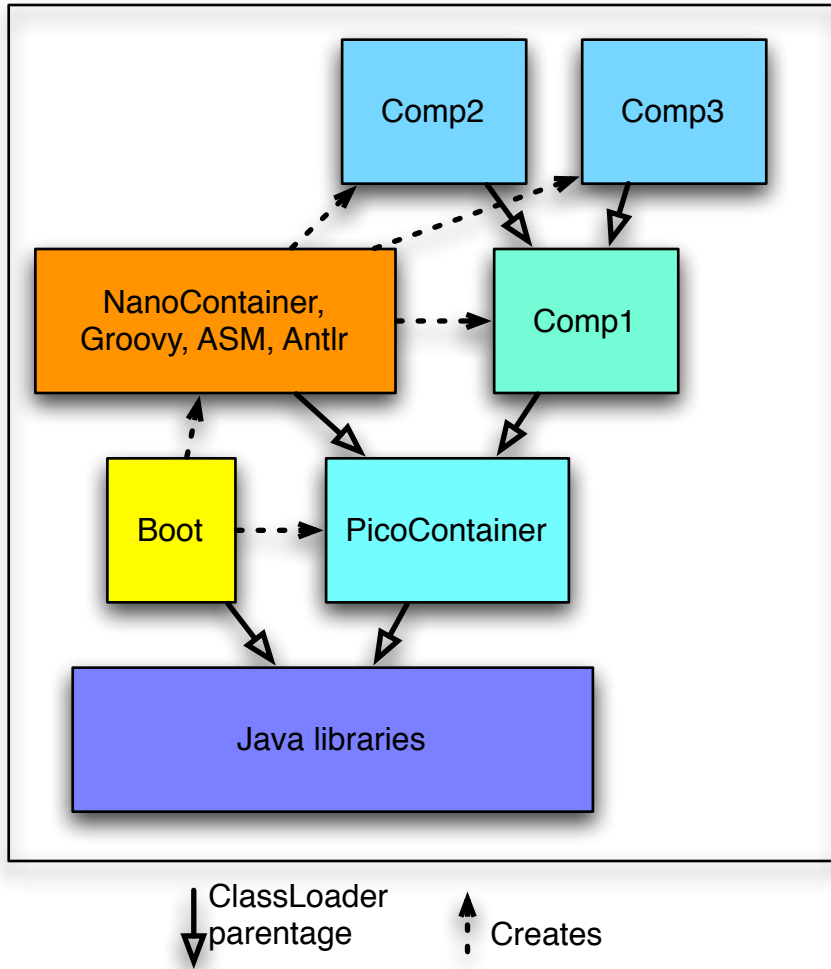 Comp2
Comp3
NanoContainer,
Groovy, ASM, Antlr
Comp1
Boot
PicoContainer
Java libraries
ClassLoader
parentage
Creates